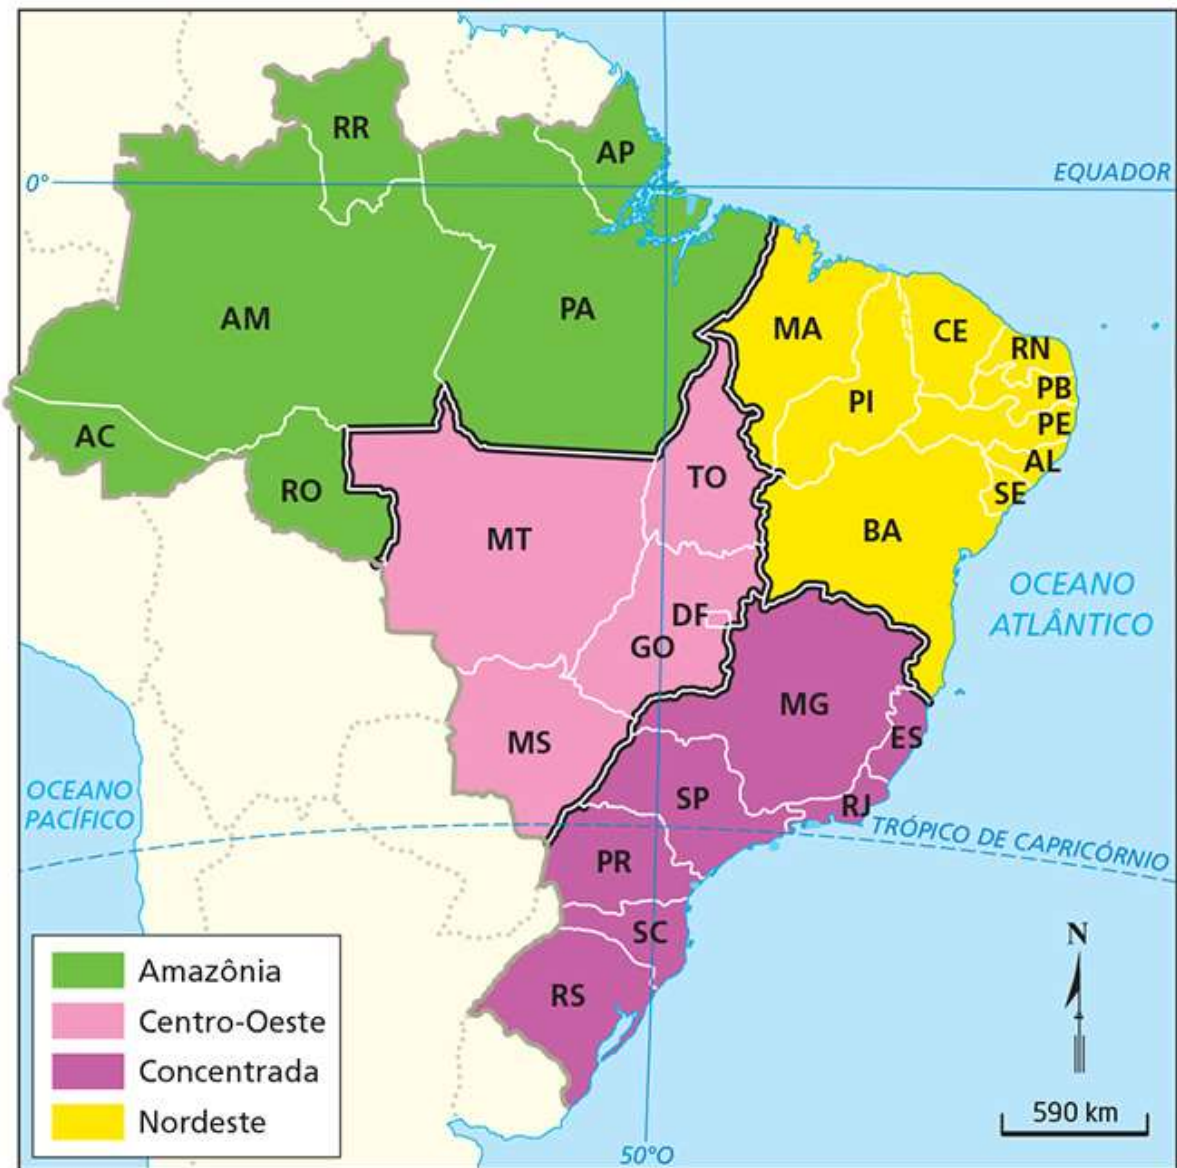 RR
AP
0°
EQUADOR
AM
PA
MA
CE
RN
PB
PI
PE
AC
AL
TO
RO
SE
BA
MT
OCEANO
ATLÂNTICO
DF
GO
MG
ES
MS
OCEANO
PACÍFICO
SP
RJ
TRÓPICO DE CAPRICÓRNIO
PR
SC
RS
N
Amazônia
Centro-Oeste
Concentrada
Nordeste
590 km
50°O